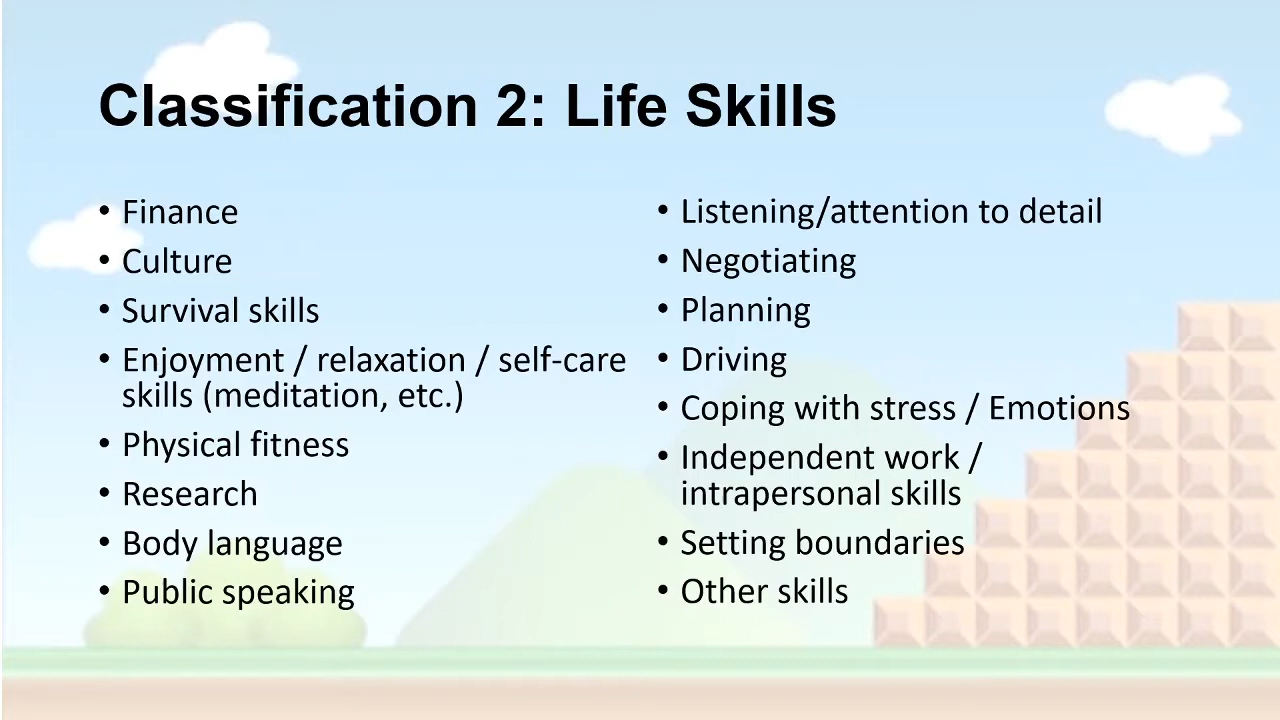 Classification 2: Life Skills
• Finance
• Culture
• Survival skills
• Enjoyment / relaxation / self-care
skills (meditation, etc.)
• Physical fitness
• Research
• Body language
• Public speaking
• Listening/attention to detail
• Negotiating
• Planning
• Driving
• Coping with stress / Emotions
• Independent work /
intrapersonal skills
• Setting boundaries
• Other skills